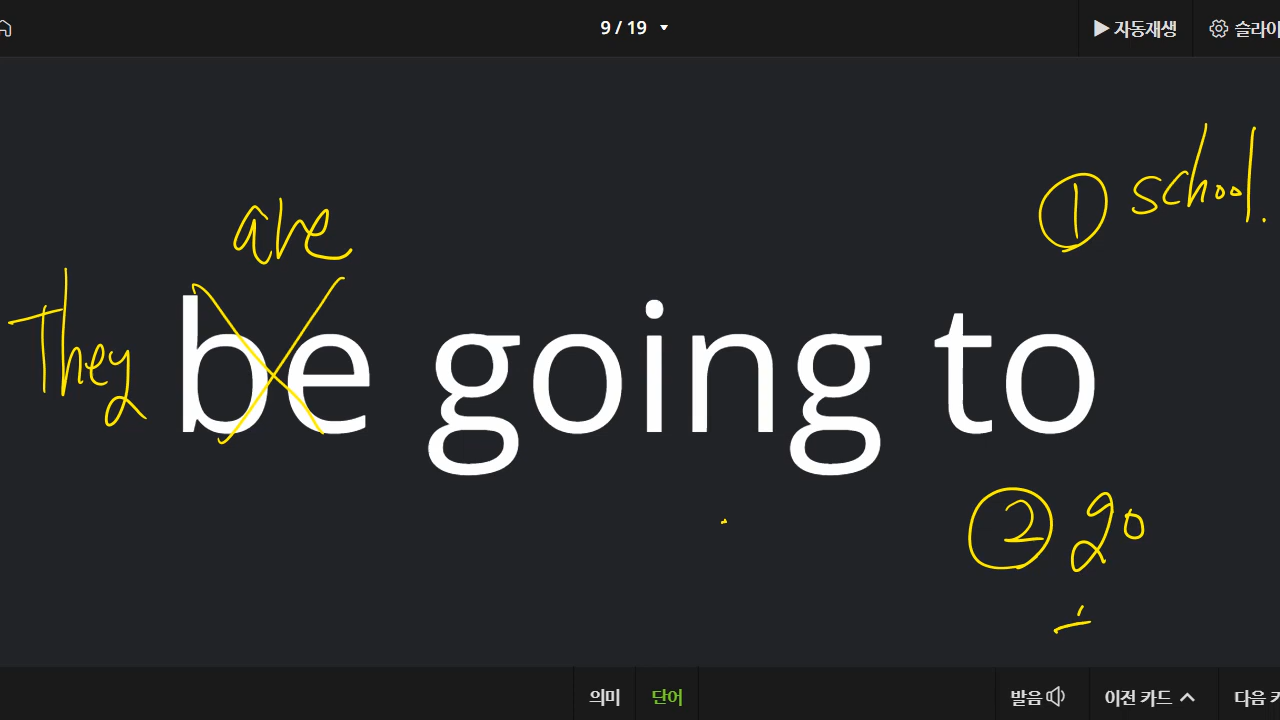 9 / 19
자동재생
슬라이
① school.
are
They be going to
② go
의미
단어
발음
이전 카드
다음 카